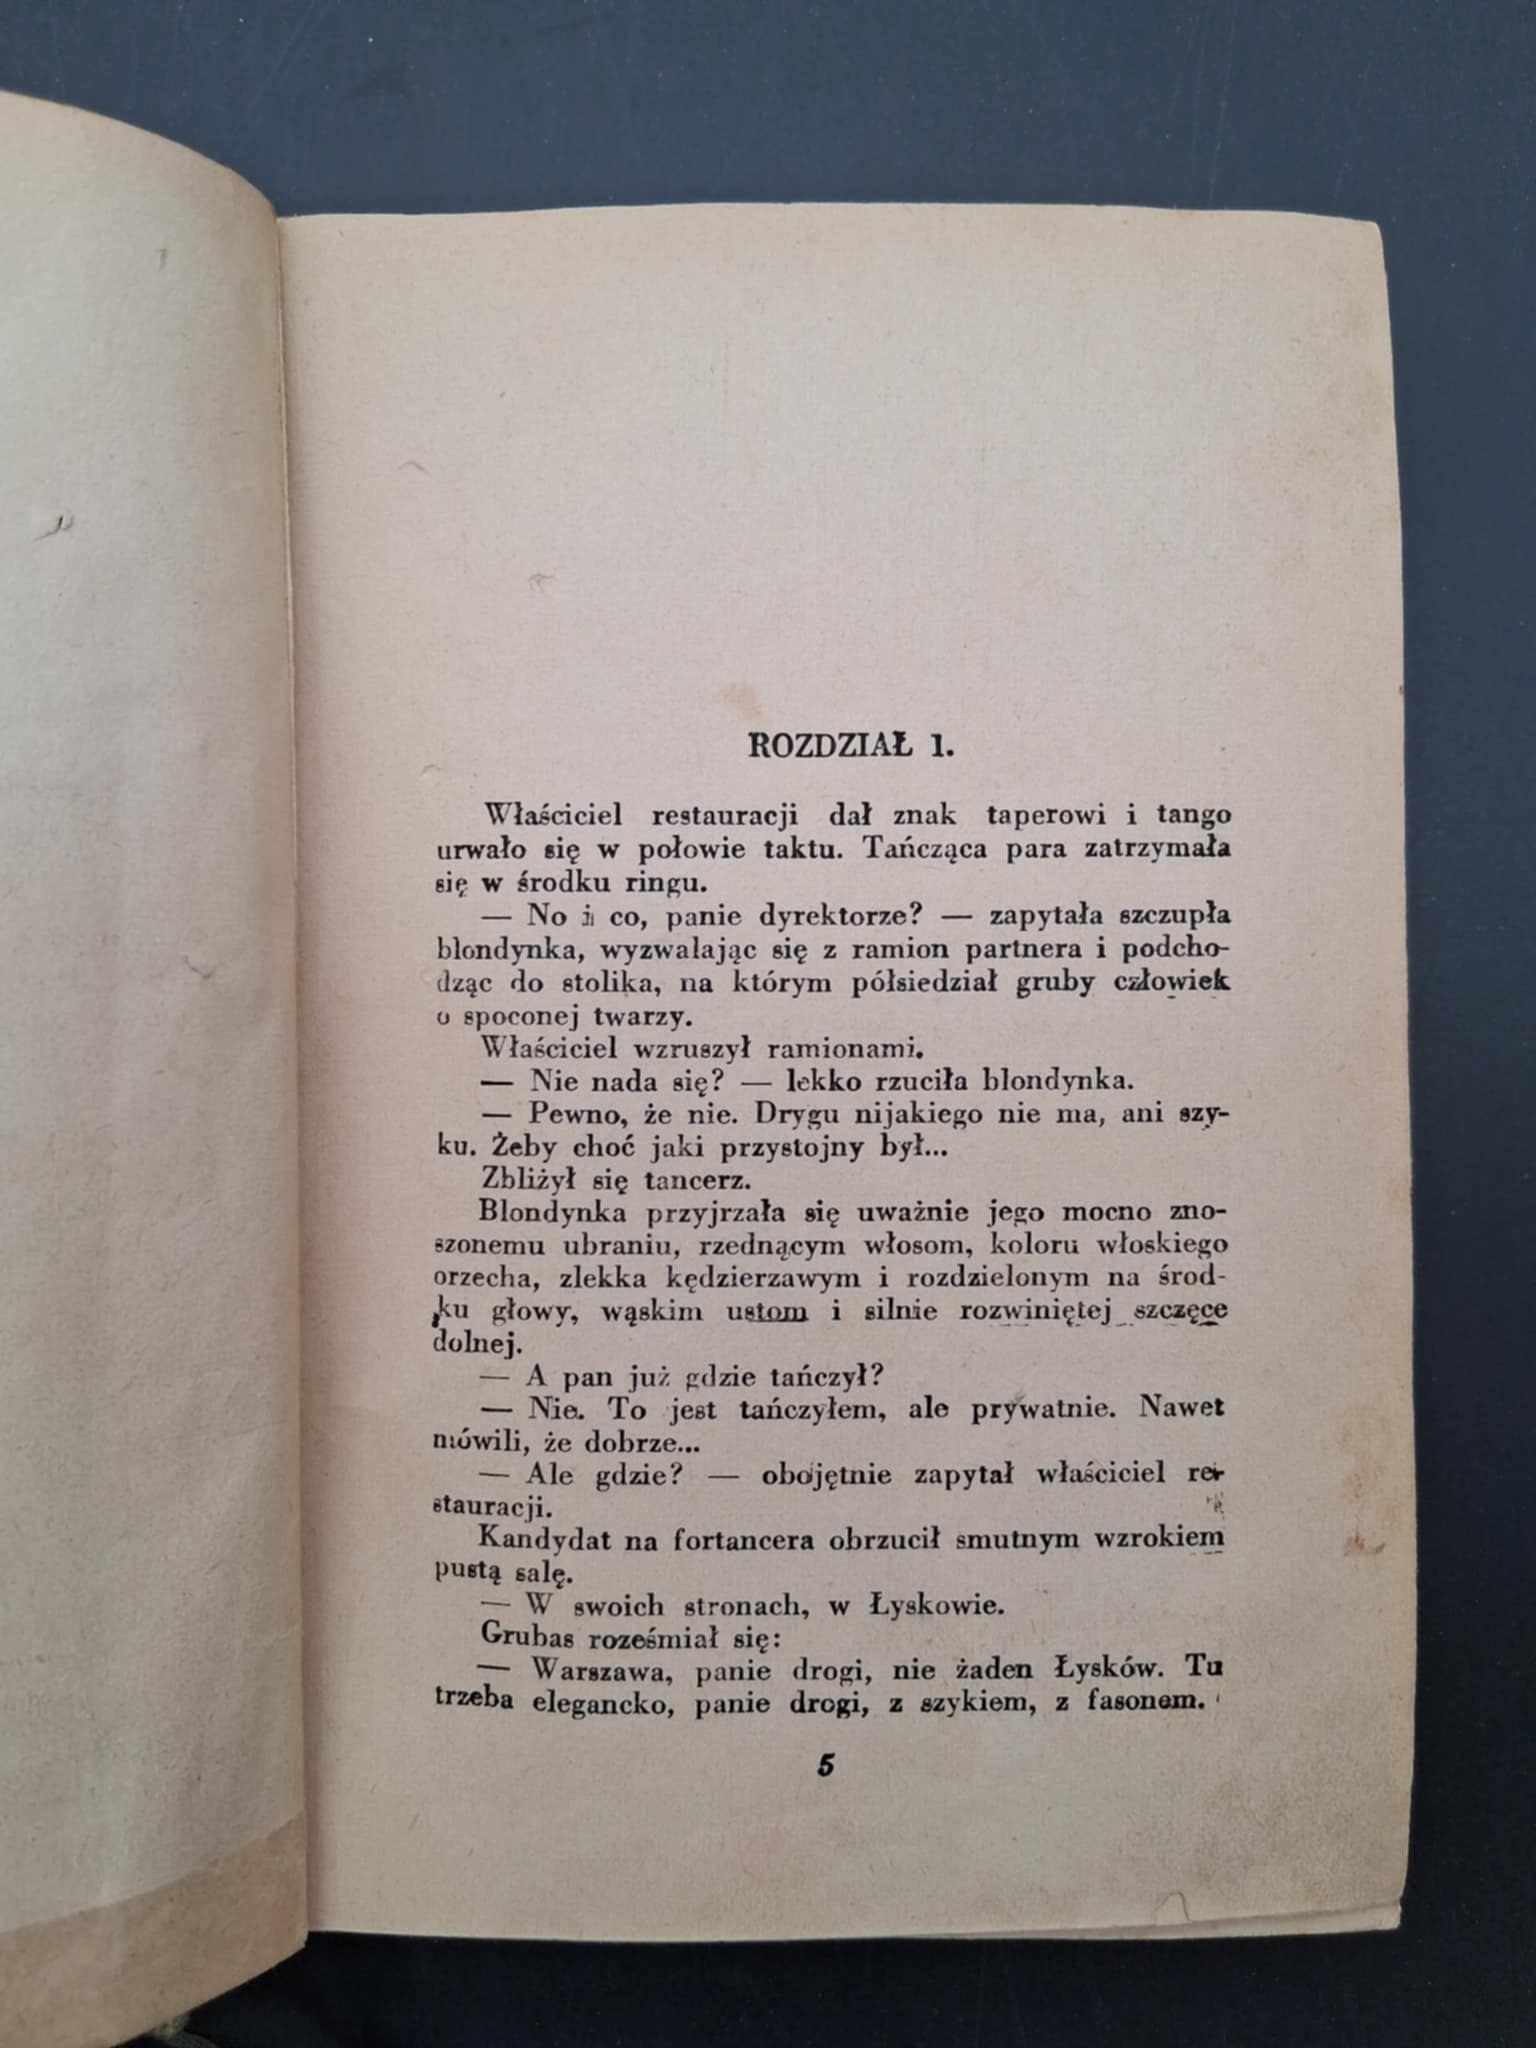 ROZDZIAŁ 1.
Właściciel restauracji dał znak taperowi i tango
urwało się w połowie taktu. Tańcząca para zatrzymała
się w środku ringu.
— No i co, panie dyrektorze? — zapytała szczupła
blondynka, wyzwalając się z ramion partnera i podcho-
dząc do stolika, na którym półsiedział gruby człowiek
o spoconej twarzy.
Właściciel wzruszył ramionami.
— Nie nada się? — lekko rzuciła blondynka.
— Pewno, że nie. Drygu nijakiego nie ma, ani szy-
ku. Żeby choć jaki przystojny był...
Zbliżył się tancerz.
Blondynka przyjrzała się uważnie jego mocno zno-
szonemu ubraniu, rzednącym włosom, koloru włoskiego
orzecha, zlekka kędzierzawym i rozdzielonym na środ-
ku głowy, wąskim ustom i silnie rozwiniętej szczęce
dolnej.
— A pan już gdzie tańczył?
— Nie. To jest tańczyłem, ale prywatnie. Nawet
mówili, że dobrze...
— Ale gdzie? — obojętnie zapytał właściciel re-
stauracji.
Kandydat na fortancera obrzucił smutnym wzrokiem
pustą salę.
— W swoich stronach, w Łyskowie.
Grubas roześmiał się:
— Warszawa, panie drogi, nie żaden Łysków. Tu
trzeba elegancko, panie drogi, z szykiem, z fasonem.
5